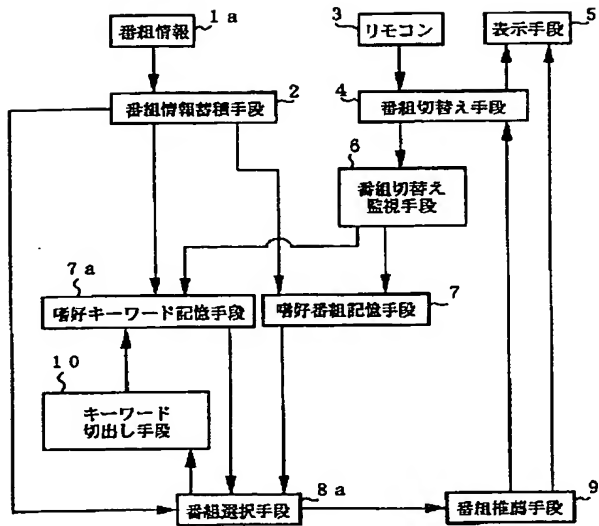 1a
番組情報
3
リモコン
5
表示手段
2
番組情報蓄積手段
4
番組切替え手段
6
番組切替え
監視手段
7a
嗜好キーワード記憶手段
7
嗜好番組記憶手段
10
キーワード
切出し手段
番組選択手段
8a
番組推薦手段
9